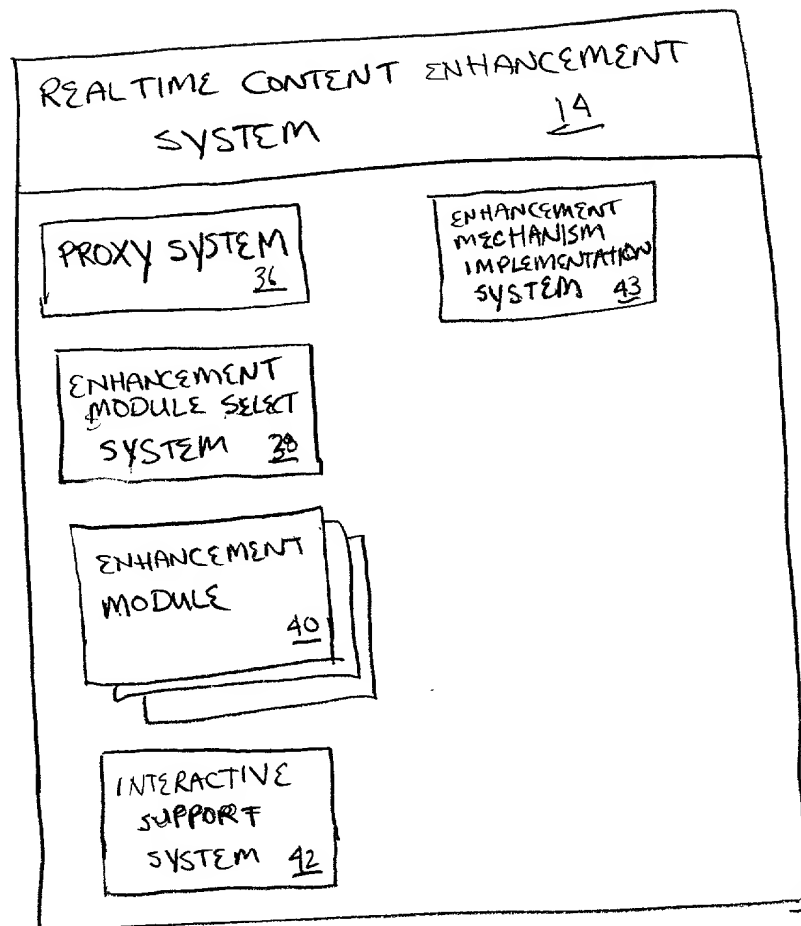 REALTIME CONTENT ENHANCEMENT
SYSTEM 14
PROXY SYSTEM
36
ENHANCEMENT
MODULE SELECT
SYSTEM 38
ENHANCEMENT
MODULE
40
INTERACTIVE
SUPPORT
SYSTEM 42
ENHANCEMENT
MECHANISM
IMPLEMENTATION
SYSTEM 43